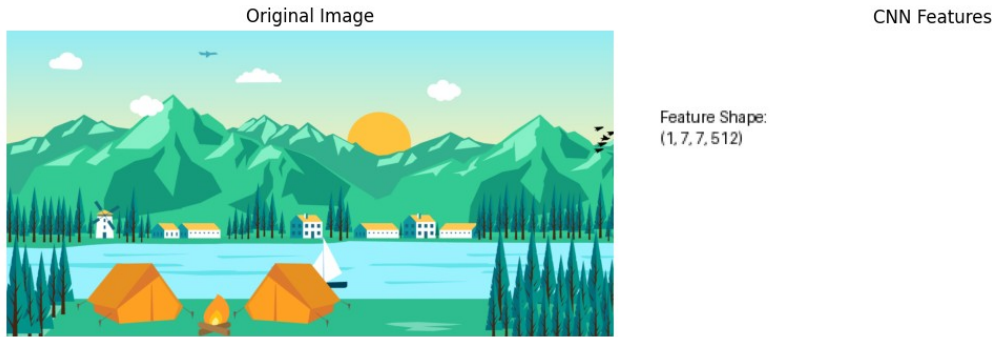 Original Image
CNN Features
Feature Shape:
(1, 7, 7, 512)